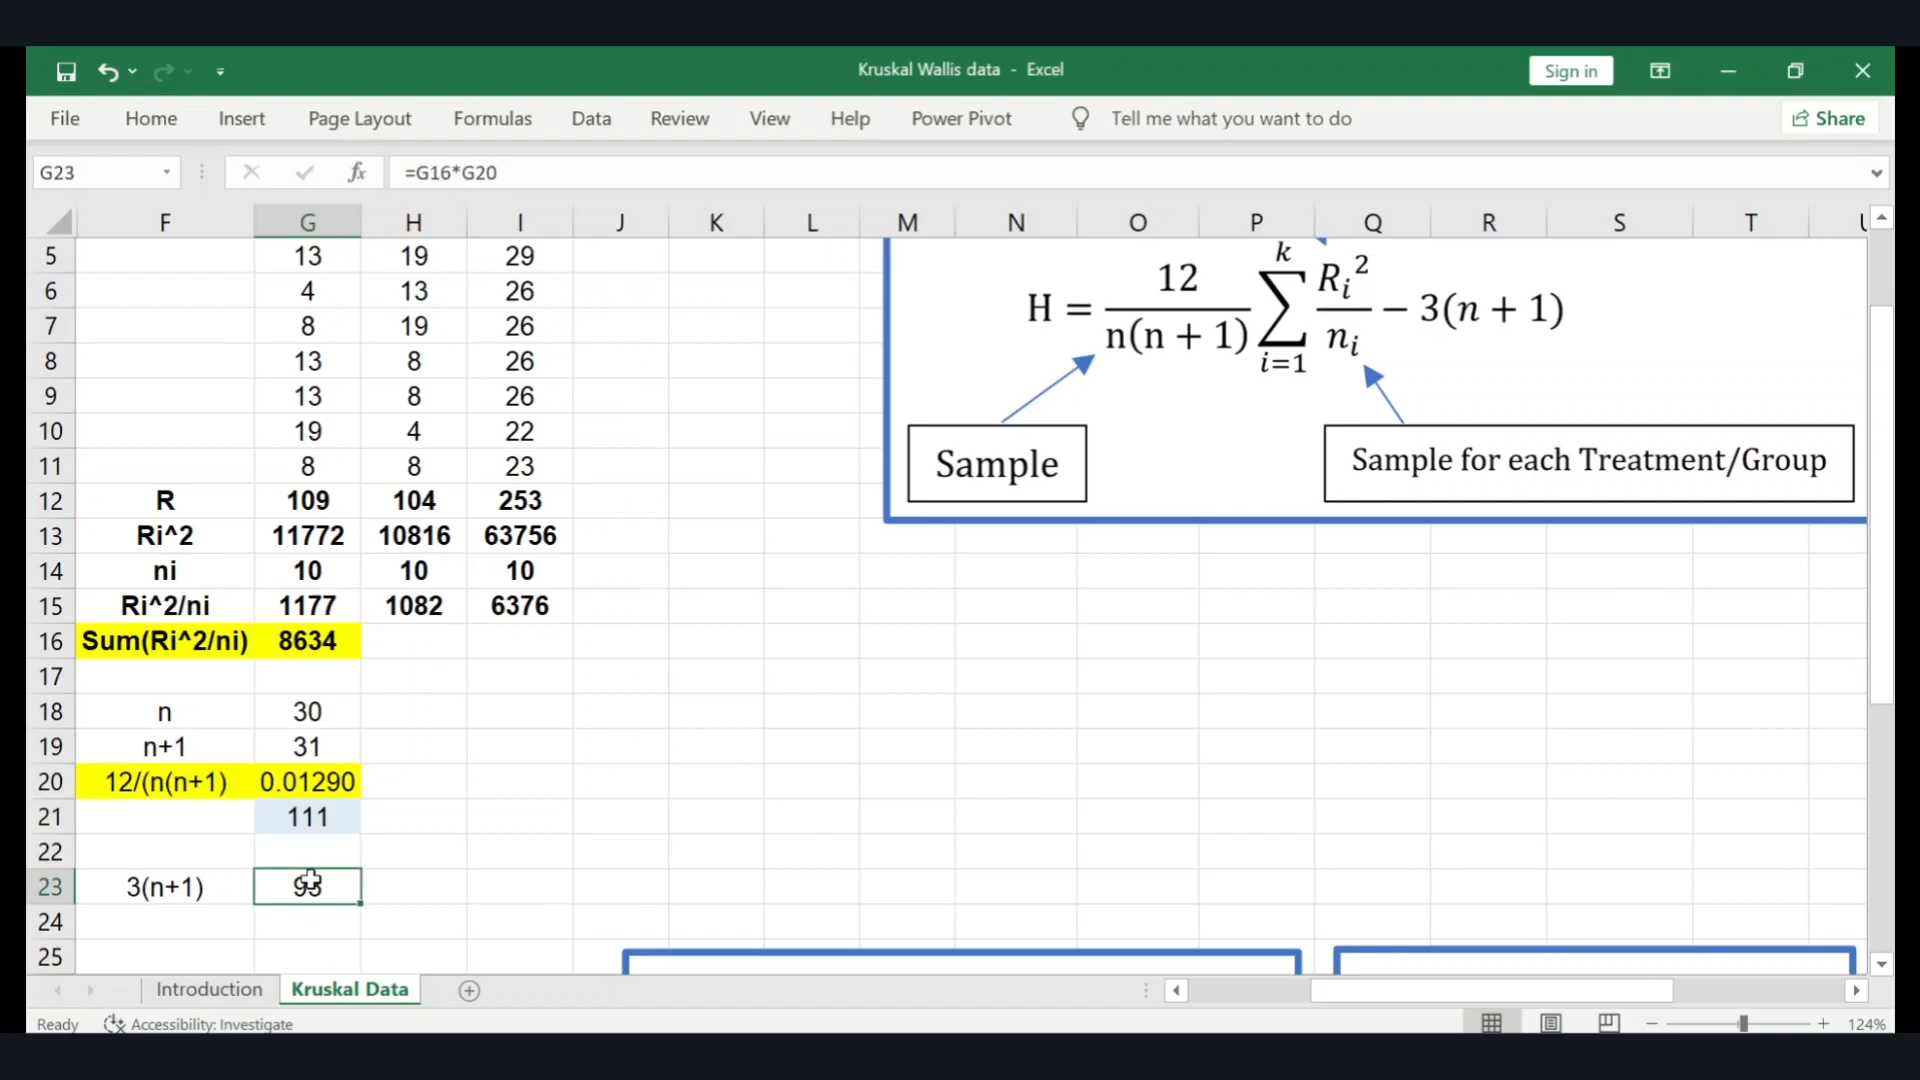 Kruskal Wallis data - Excel
Sign in
File Home Insert Page Layout Formulas Data Review View Help Power Pivot Tell me what you want to do Share
G23 fx =G16*G20
F G H I J K L M N O P Q R S T
5 13 19 29
6 4 13 26
7 8 19 26
8 13 8 26
9 13 8 26
10 19 4 22
11 8 8 23
12 R 109 104 253
13 Ri^2 11772 10816 63756
14 ni 10 10 10
15 Ri^2/ni 1177 1082 6376
16 Sum(Ri^2/ni) 8634
17
18 n 30
19 n+1 31
20 12/(n(n+1) 0.01290
21 111
22
23 3(n+1) 93
24
25
H = 12/n(n + 1) ∑ k i=1 Ri²/ni − 3(n + 1)
Sample
Sample for each Treatment/Group
Introduction Kruskal Data
Ready Accessibility: Investigate 124%